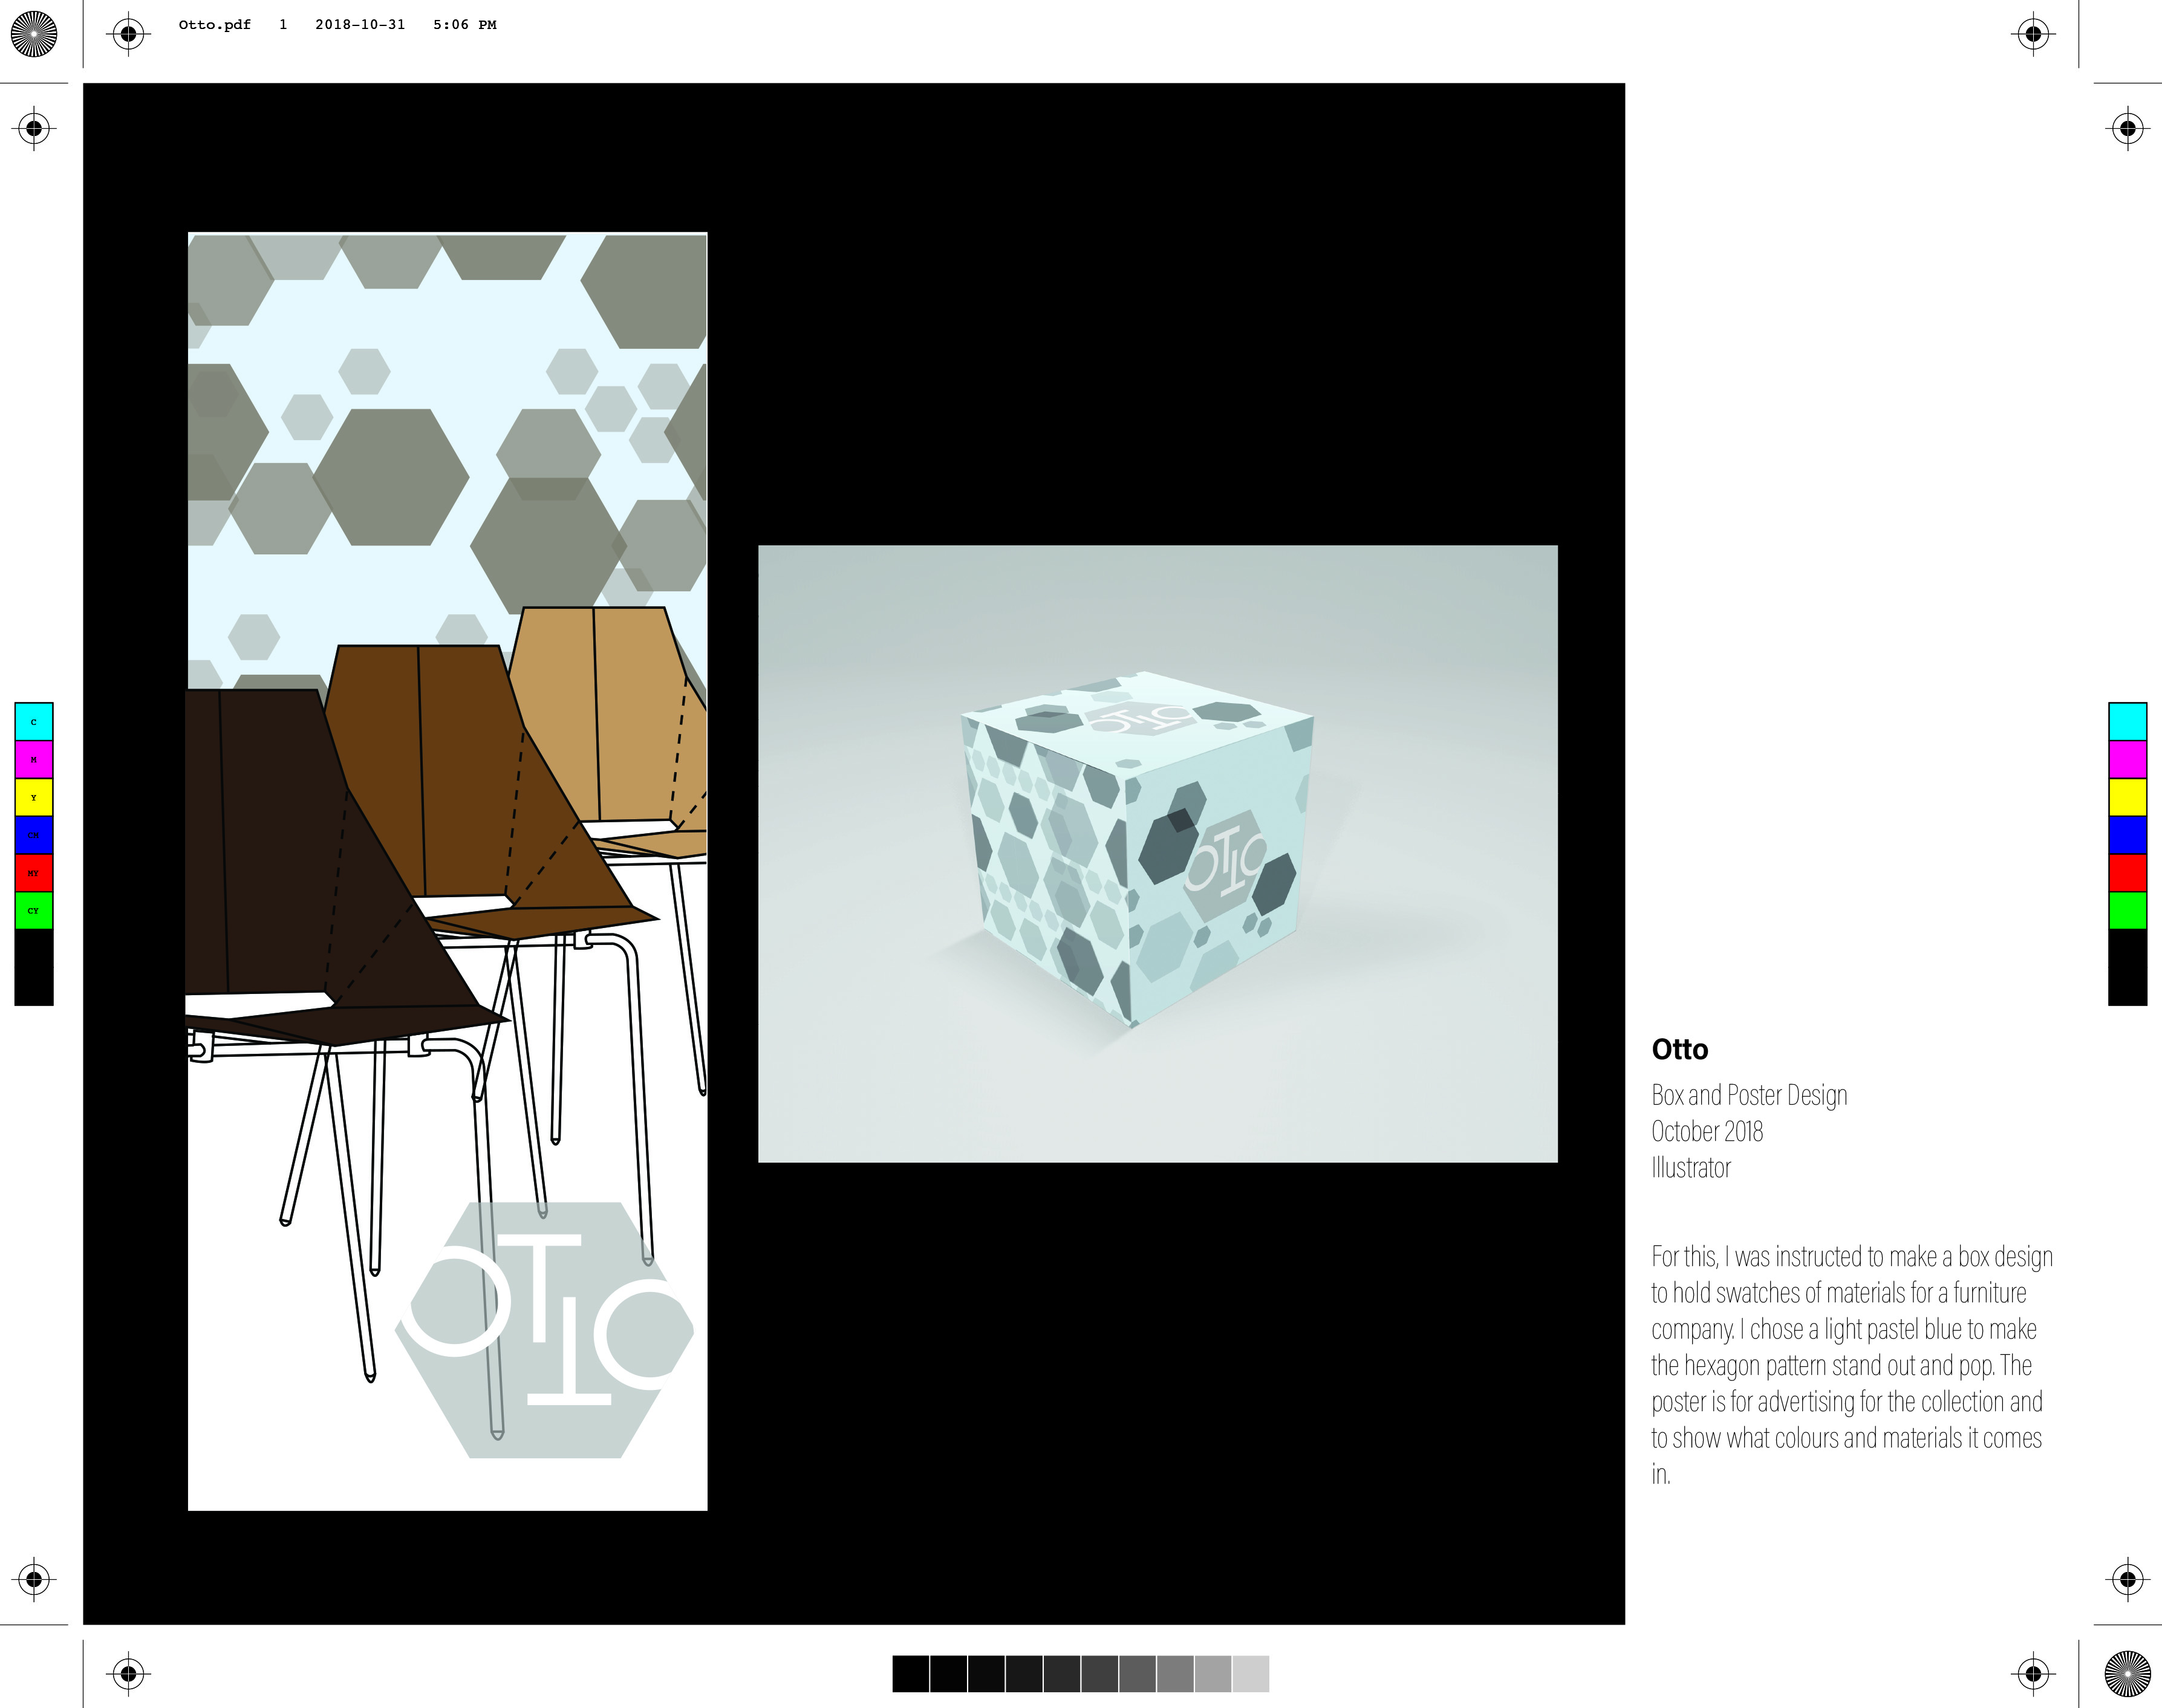 Otto.pdf 1 2018-10-31 5:06 PM
C
M
Y
CM
MY
CY
OTTO
OTTO
OTTO
Otto
Box and Poster Design
October 2018
Illustrator
For this, I was instructed to make a box design
to hold swatches of materials for a furniture
company. I chose a light pastel blue to make
the hexagon pattern stand out and pop. The
poster is for advertising for the collection and
to show what colours and materials it comes
in.